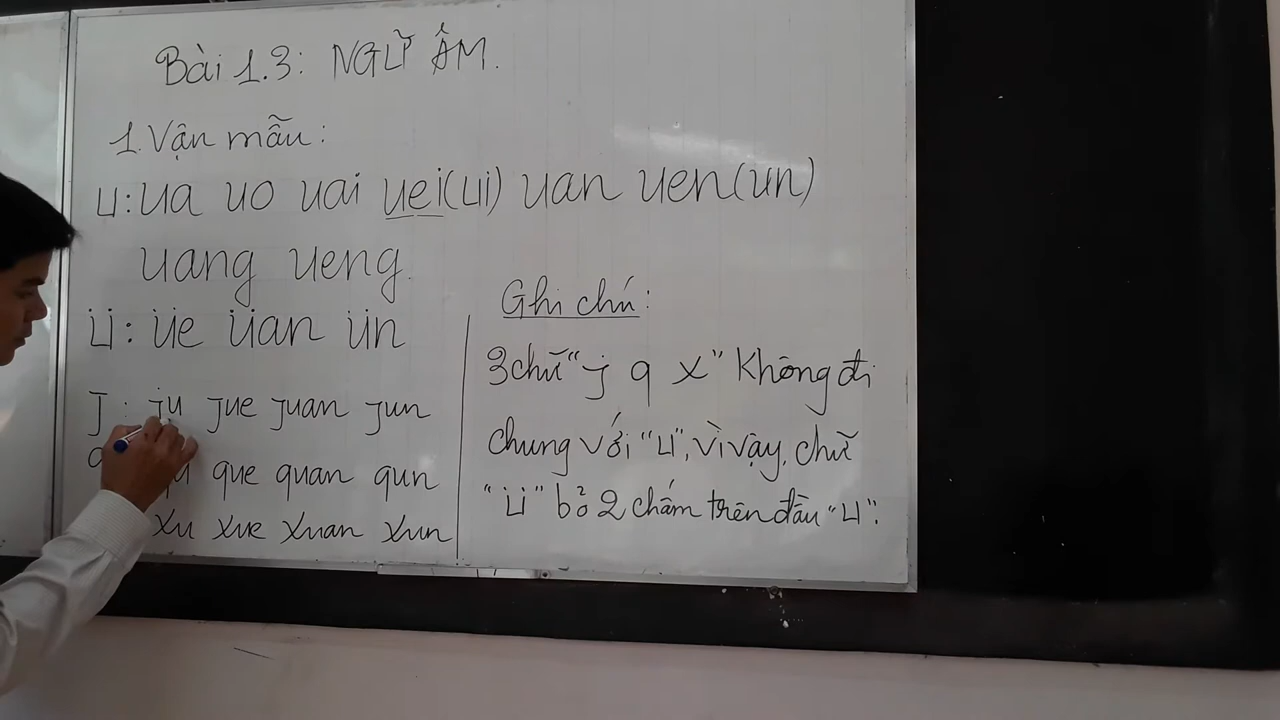 Bài 1.3: NGỮ ÂM.
1. Vận mẫu:
u: ua uo uai uei(ui) uan uen(un)
uang ueng.
ü: üe üan ün
j: ju jue juan jun
qu que quan qun
xu xue xuan xun
Ghi chú:
3 chữ "j q x" không đi
chung với "u", vì vậy, chữ
"ü" bỏ 2 chấm trên đầu "u".